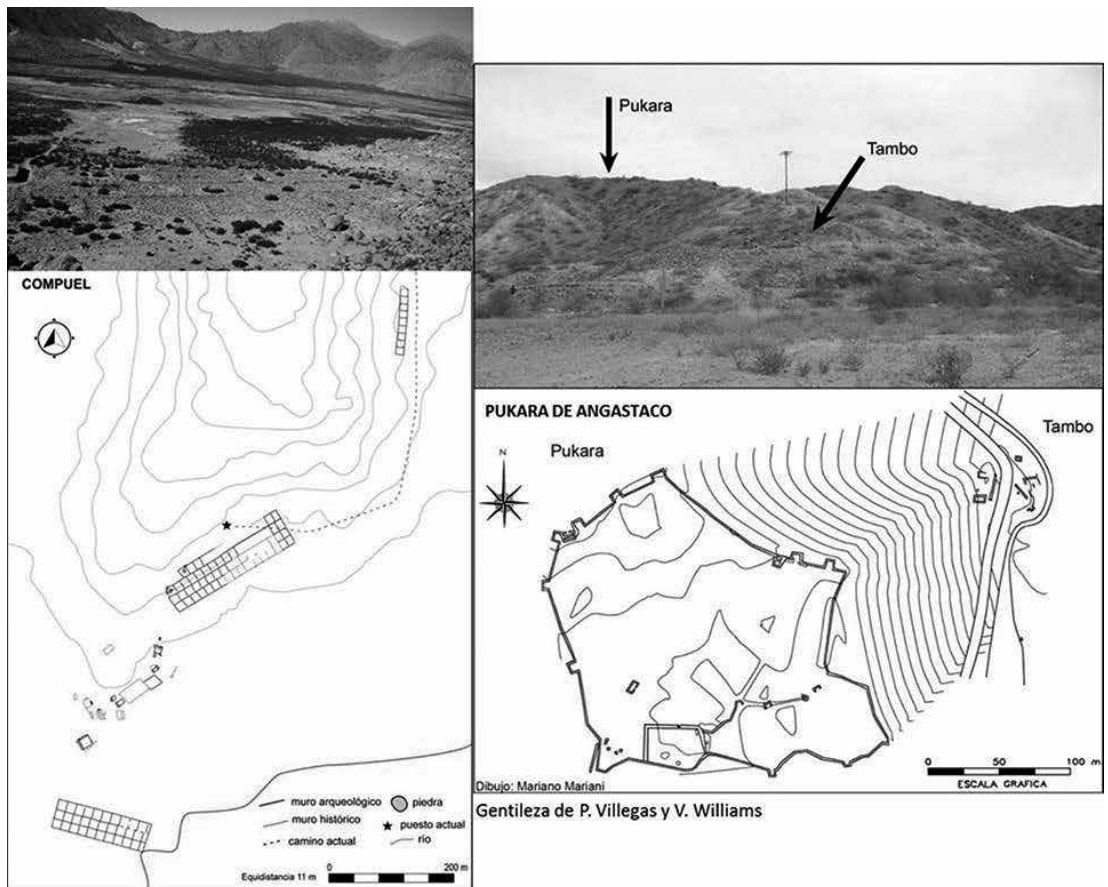 COMPUEL
muro arqueológico
piedra
muro histórico
puesto actual
camino actual
río
Equidistancia 11 m
0
200 m
Pukara
Tambo
PUKARA DE ANGASTACO
Pukara
Tambo
N
0
50
100 m
ESCALA GRAFICA
Dibujo: Mariano Mariani
Gentileza de P. Villegas y V. Williams